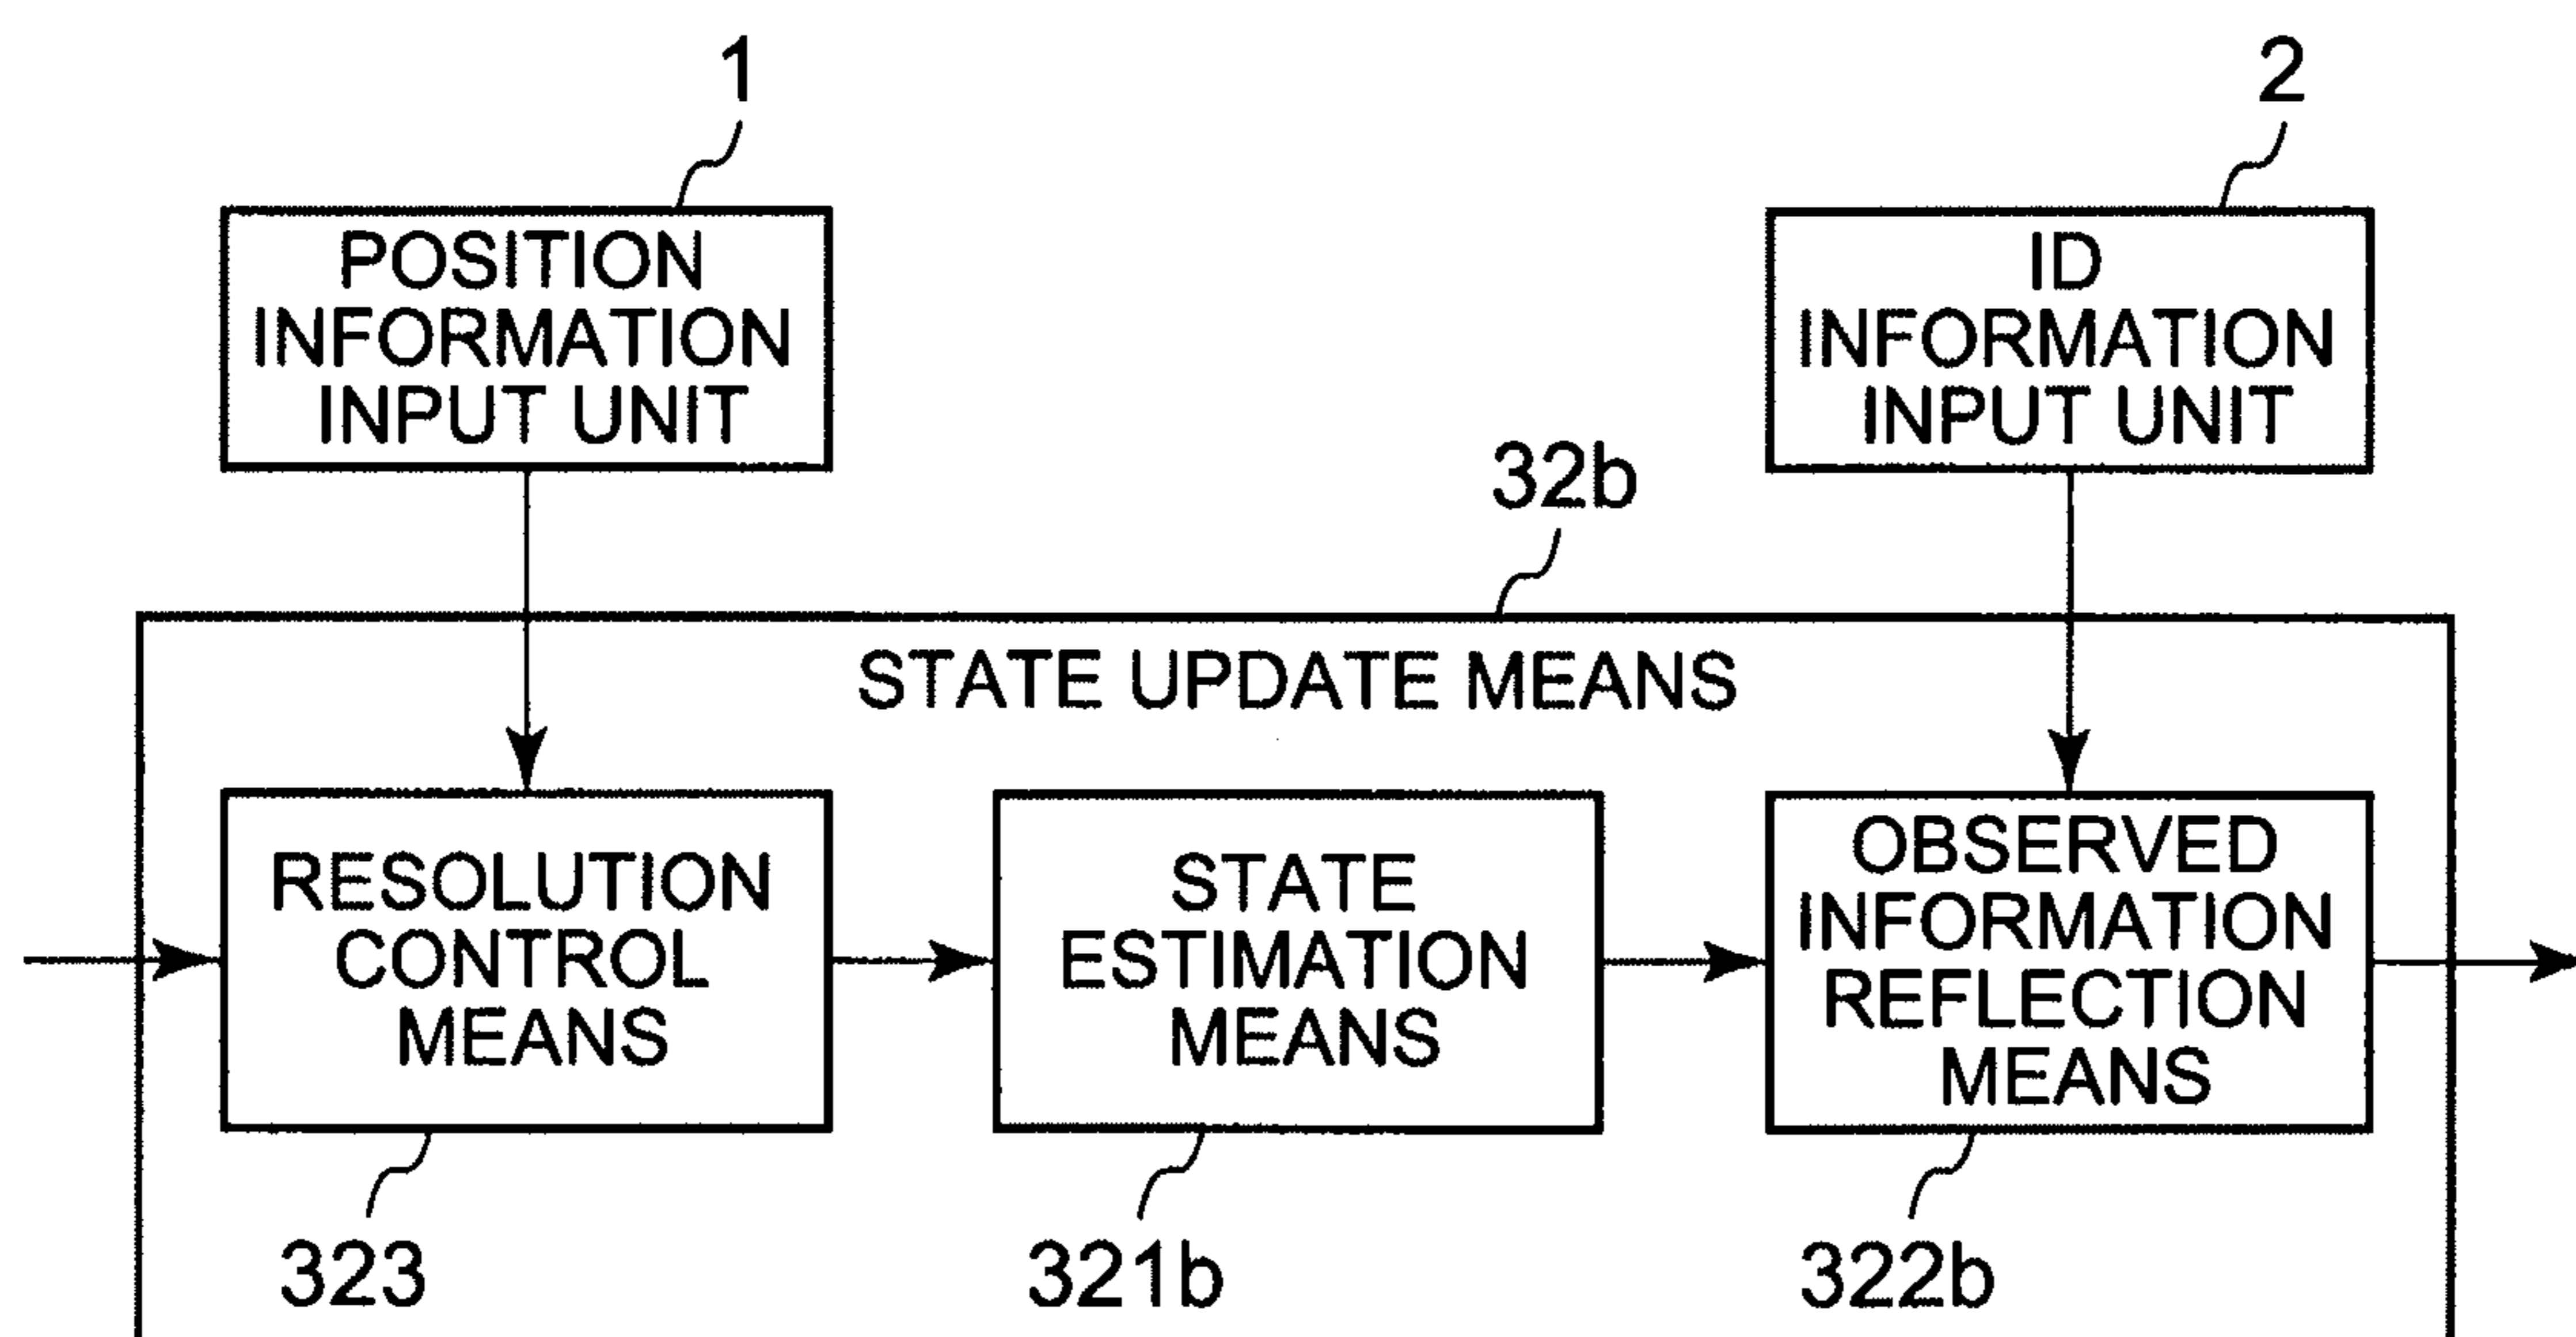 1
2
POSITION
INFORMATION
INPUT UNIT
ID
INFORMATION
INPUT UNIT
32b
STATE UPDATE MEANS
RESOLUTION
CONTROL
MEANS
STATE
ESTIMATION
MEANS
OBSERVED
INFORMATION
REFLECTION
MEANS
323
321b
322b